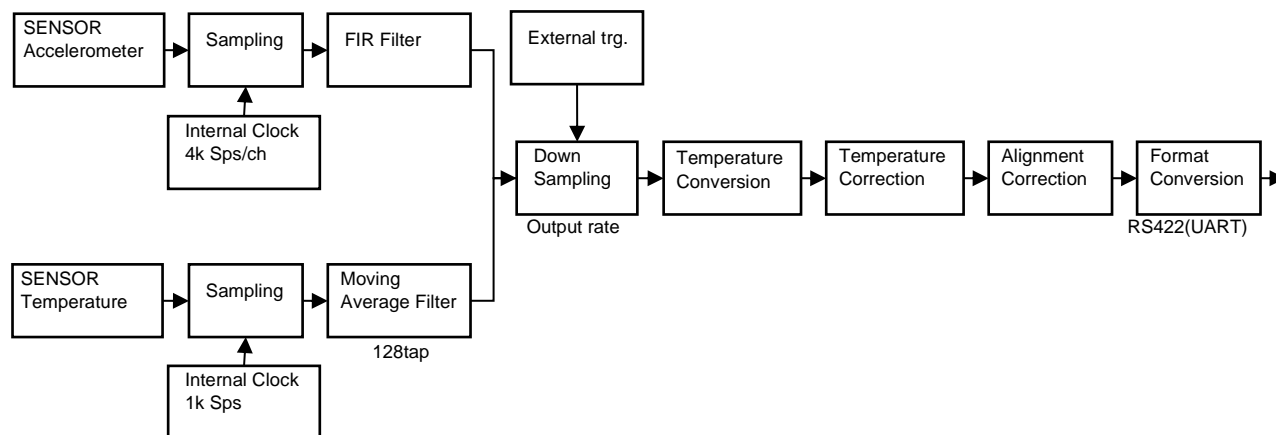 SENSOR
Accelerometer
Sampling
FIR Filter
External trg.
Internal Clock
4k Sps/ch
Down
Sampling
Temperature
Conversion
Temperature
Correction
Alignment
Correction
Format
Conversion
Output rate
RS422(UART)
SENSOR
Temperature
Sampling
Moving
Average Filter
128tap
Internal Clock
1k Sps